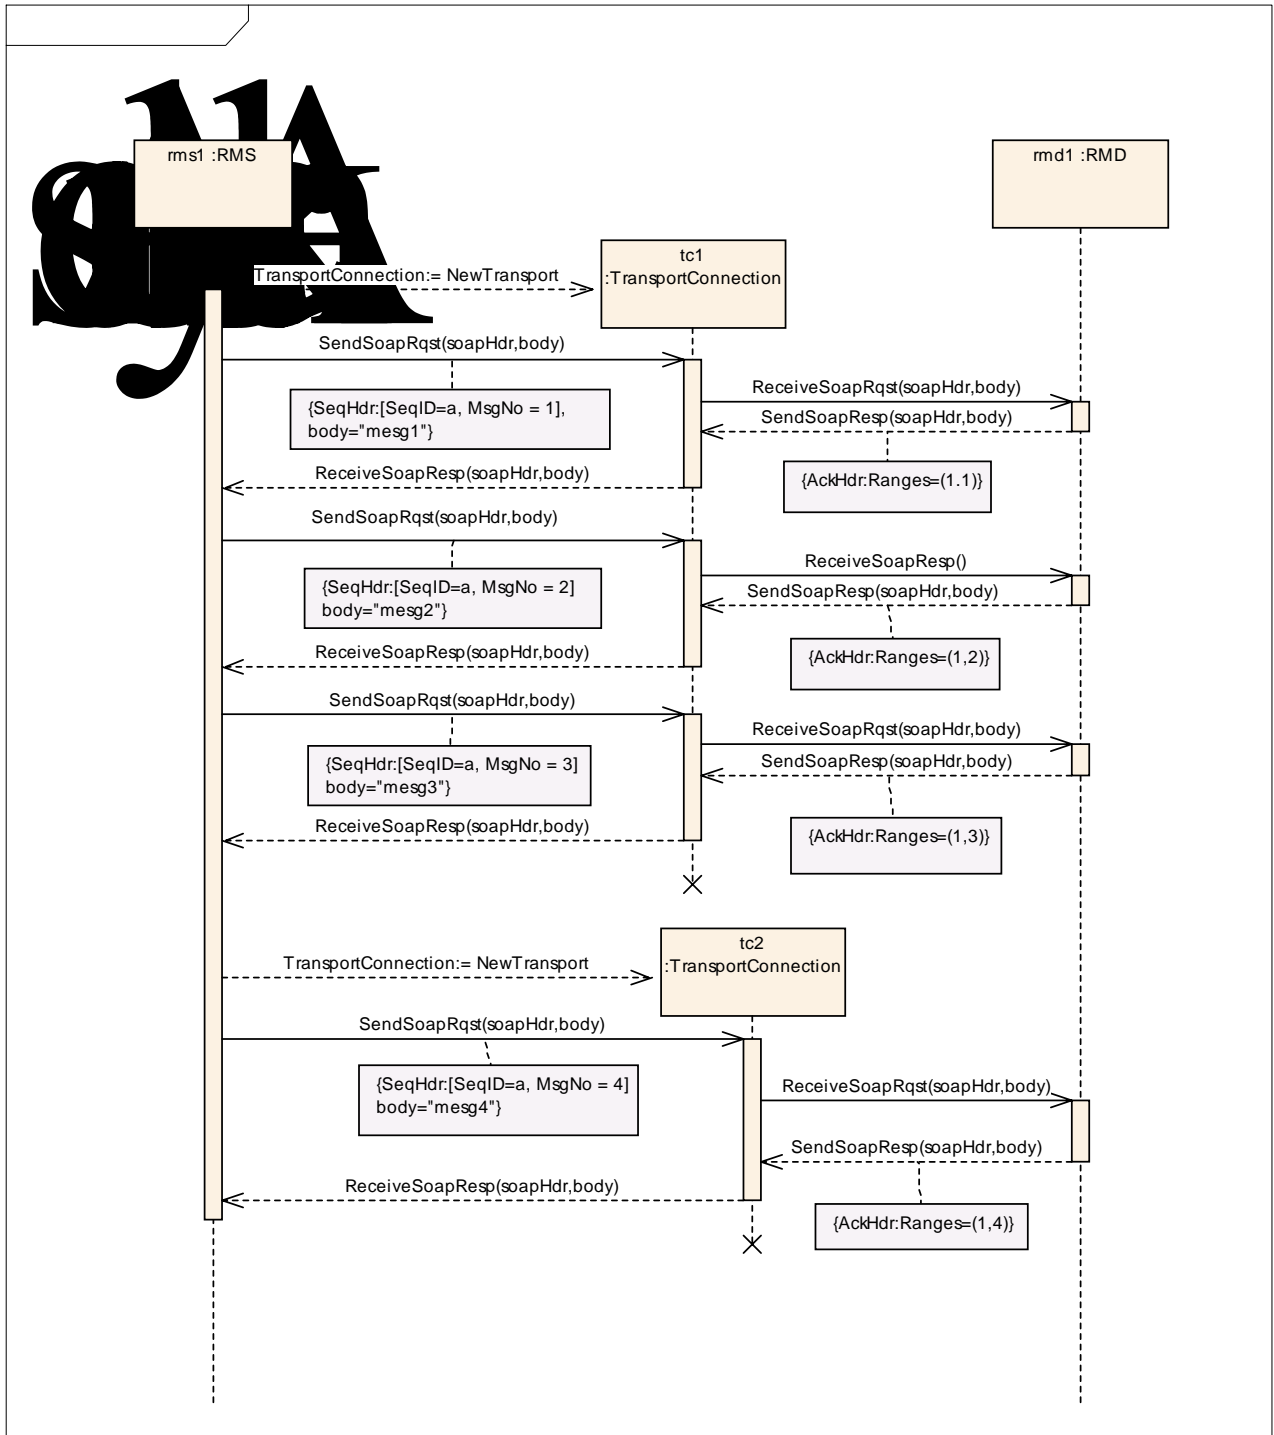 rms1 :RMS
rmd1 :RMD
tc1
:TransportConnection
TransportConnection:= NewTransport
SendSoapRqst(soapHdr,body)
ReceiveSoapRqst(soapHdr,body)
{SeqHdr:[SeqID=a, MsgNo = 1],
body="mesg1"}
SendSoapResp(soapHdr,body)
ReceiveSoapResp(soapHdr,body)
{AckHdr:Ranges=(1.1)}
SendSoapRqst(soapHdr,body)
ReceiveSoapResp()
{SeqHdr:[SeqID=a, MsgNo = 2]
body="mesg2"}
SendSoapResp(soapHdr,body)
ReceiveSoapResp(soapHdr,body)
{AckHdr:Ranges=(1,2)}
SendSoapRqst(soapHdr,body)
ReceiveSoapRqst(soapHdr,body)
{SeqHdr:[SeqID=a, MsgNo = 3]
body="mesg3"}
SendSoapResp(soapHdr,body)
ReceiveSoapResp(soapHdr,body)
{AckHdr:Ranges=(1,3)}
tc2
:TransportConnection
TransportConnection:= NewTransport
SendSoapRqst(soapHdr,body)
{SeqHdr:[SeqID=a, MsgNo = 4]
body="mesg4"}
ReceiveSoapRqst(soapHdr,body)
SendSoapResp(soapHdr,body)
ReceiveSoapResp(soapHdr,body)
{AckHdr:Ranges=(1,4)}